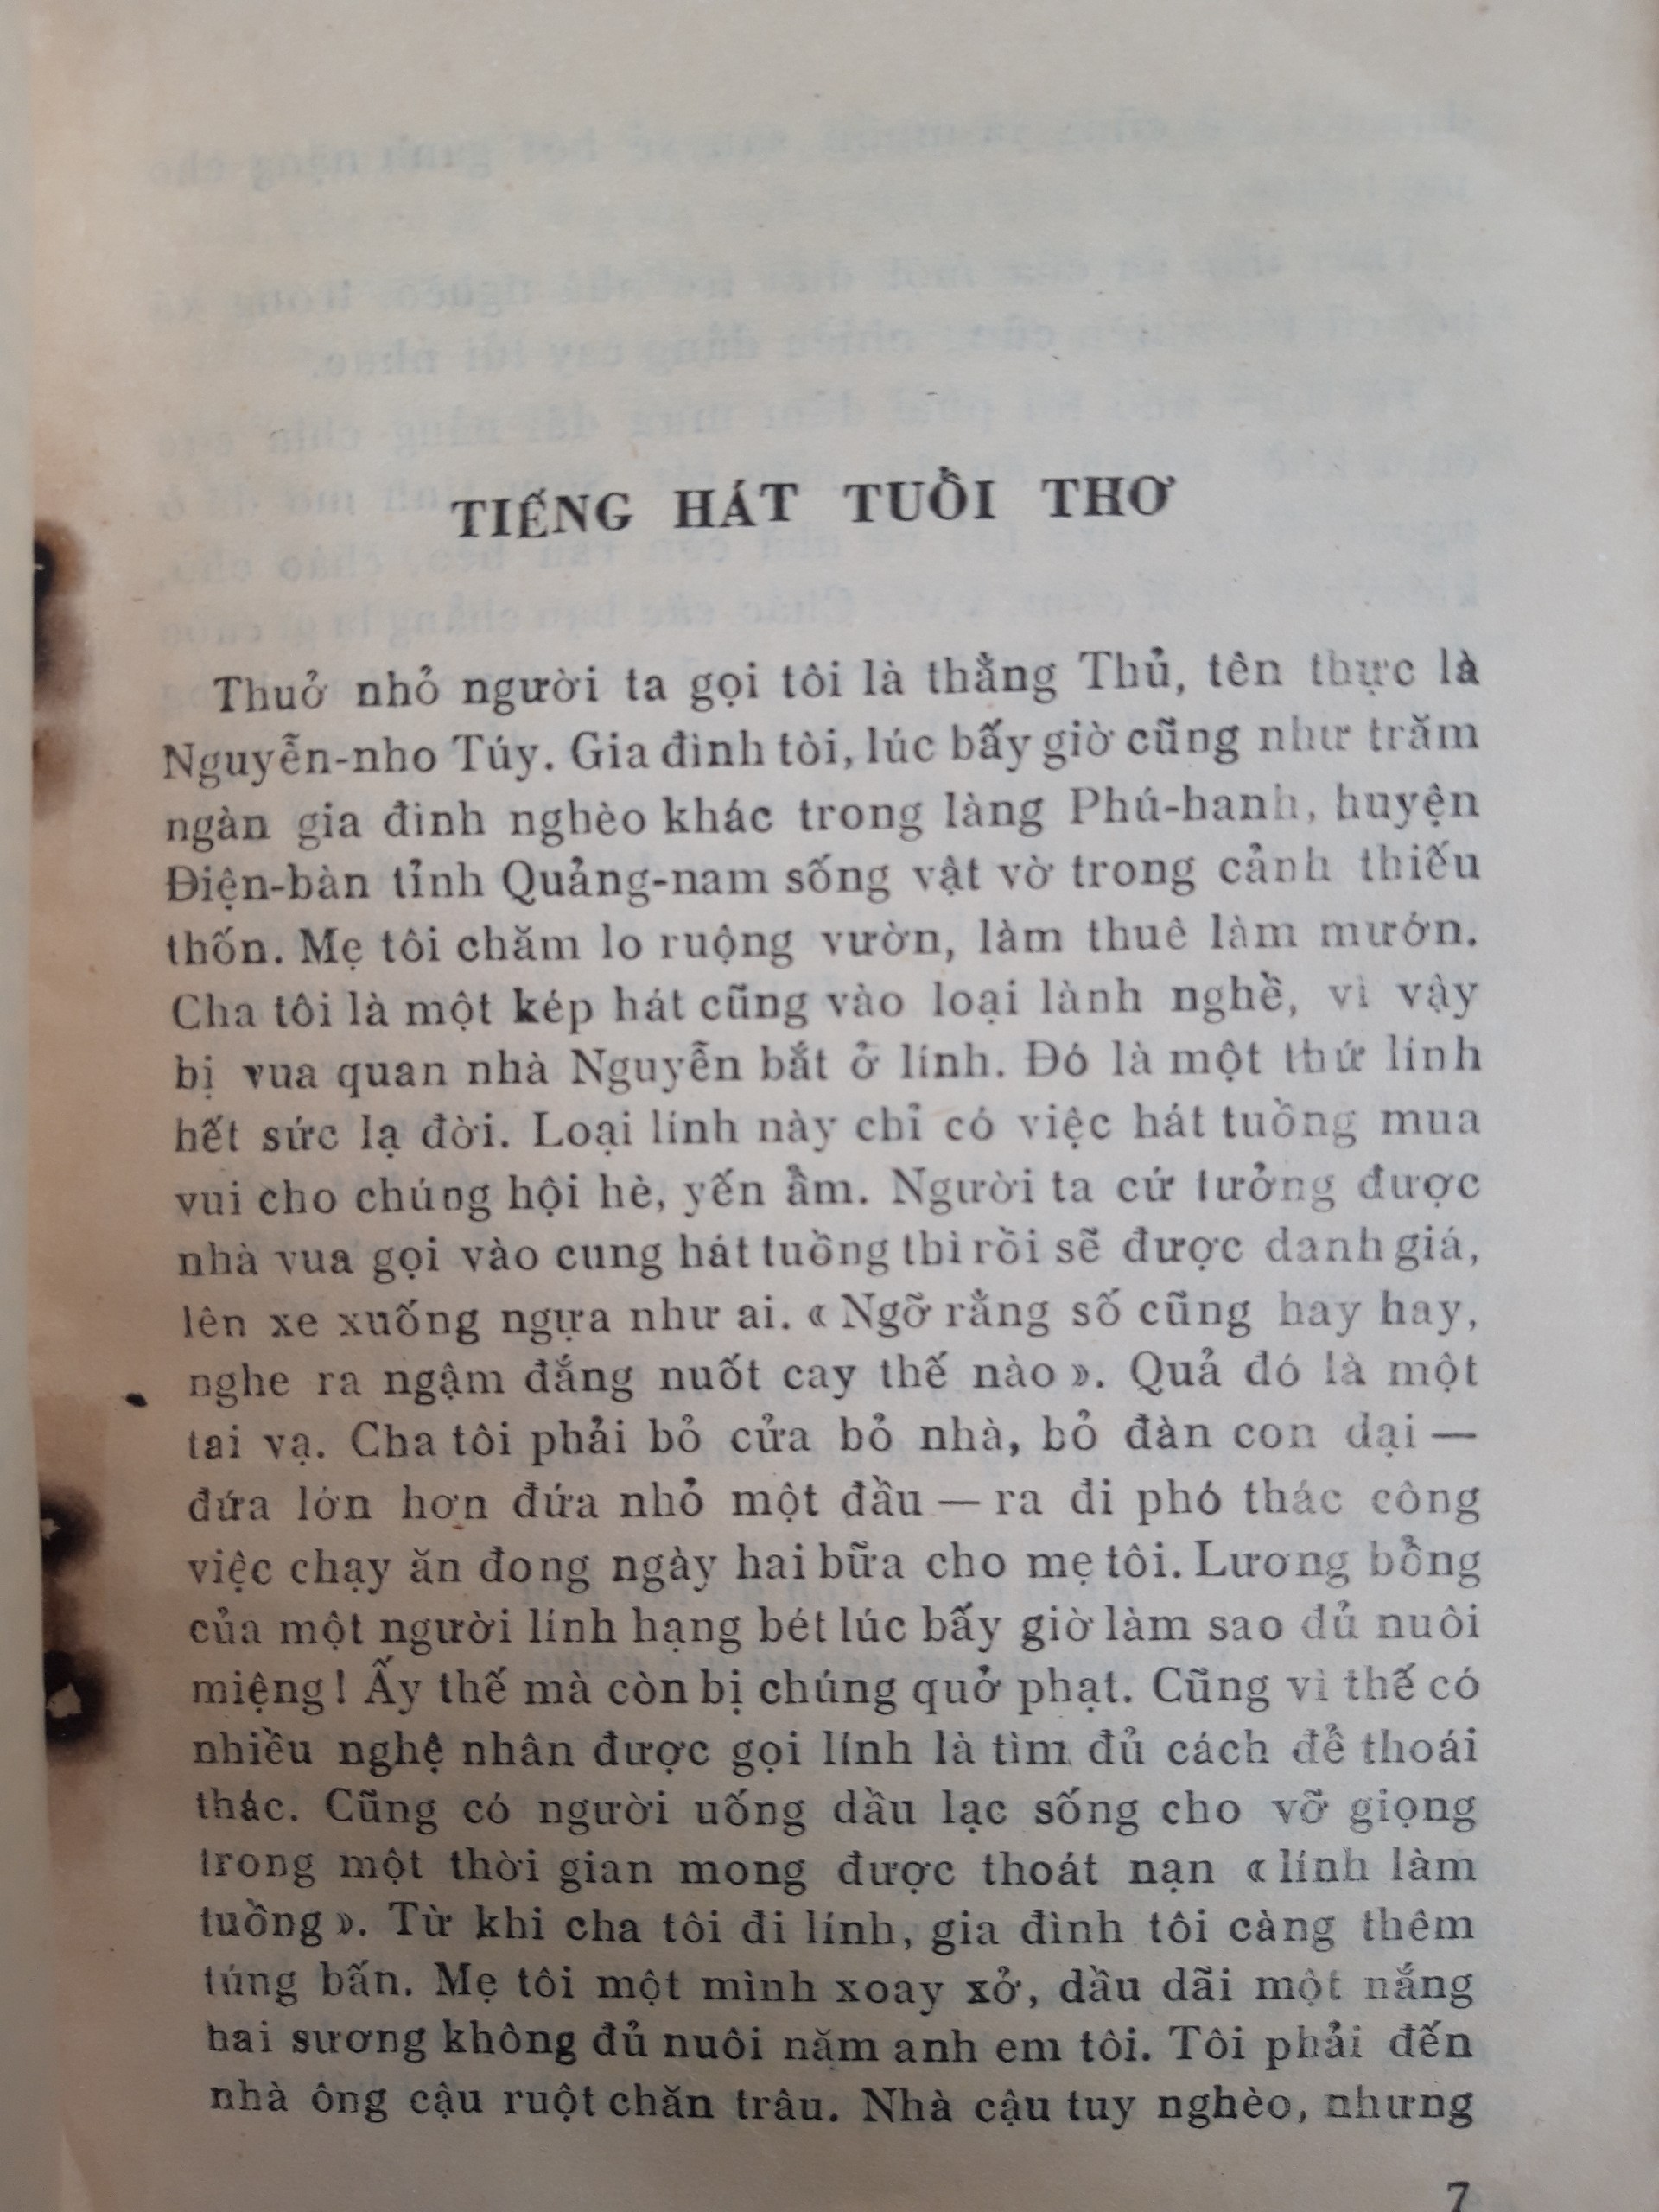 TIẾNG HÁT TUỔI THƠ
Thuở nhỏ người ta gọi tôi là thằng Thủ, tên thực là
Nguyễn-nho Túy. Gia đình tòi, lúc bấy giờ cũng như trăm
ngàn gia đình nghèo khác trong làng Phú-hanh, huyện
Điện-bàn tỉnh Quảng-nam sống vật vờ trong cảnh thiếu
thốn. Mẹ tôi chăm lo ruộng vườn, làm thuê làm mướn.
Cha tôi là một kép hát cũng vào loại lành nghề, vì vậy
bị vua quan nhà Nguyễn bắt ở lính. Đó là một thứ lính
hết sức lạ đời. Loại lính này chỉ có việc hát tuồng mua
vui cho chúng hội hè, yến ẩm. Người ta cứ tưởng được
nhà vua gọi vào cung hát tuồng thì rồi sẽ được danh giá,
lên xe xuống ngựa như ai. « Ngỡ rằng số cũng hay hay,
nghe ra ngậm đắng nuốt cay thế nào ». Quả đó là một
tai vạ. Cha tôi phải bỏ cửa bỏ nhà, bỏ đàn con dại —
đứa lớn hơn đứa nhỏ một đầu — ra đi phó thác công
việc chạy ăn đong ngày hai bữa cho mẹ tôi. Lương bổng
của một người lính hạng bét lúc bấy giờ làm sao đủ nuôi
miệng ! Ấy thế mà còn bị chúng quở phạt. Cũng vì thế có
nhiều nghệ nhân được gọi lính là tìm đủ cách để thoái
thác. Cũng có người uống dầu lạc sống cho vỡ giọng
trong một thời gian mong được thoát nạn « lính làm
tuồng ». Từ khi cha tôi đi lính, gia đình tôi càng thêm
túng bấn. Mẹ tôi một mình xoay xở, dầu dãi một nắng
hai sương không đủ nuôi năm anh em tôi. Tôi phải đến
nhà ông cậu ruột chăn trâu. Nhà cậu tuy nghèo, nhưng
7